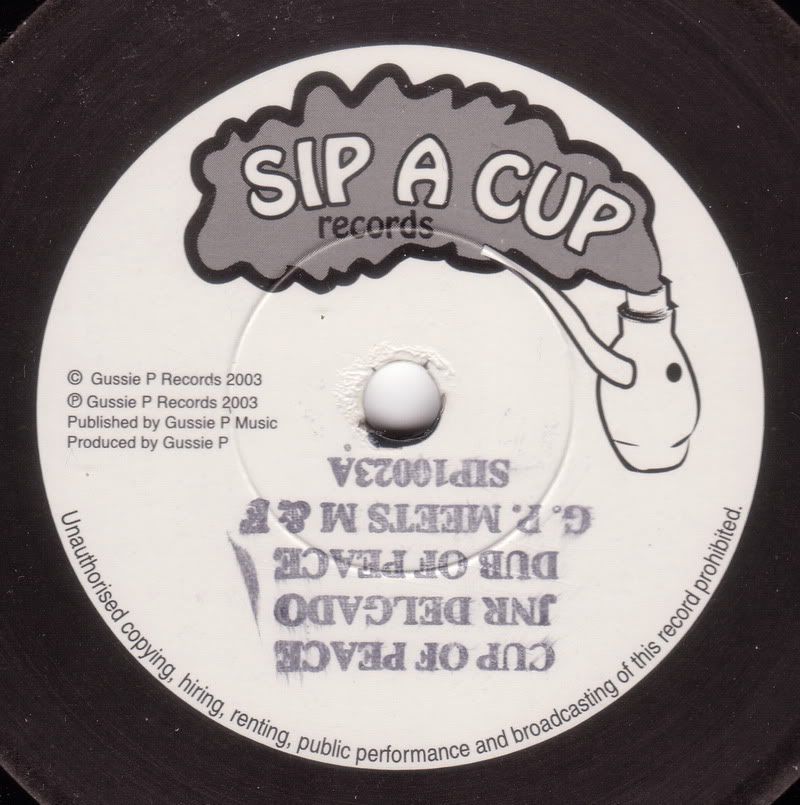 SIP A CUP
records
© Gussie P Records 2003
℗ Gussie P Records 2003
Published by Gussie P Music
Produced by Gussie P
CUP OF PEACE
JNR DELGADO
DUB OF PEACE
G. P. MEETS M & F
SIP10023A
Unauthorised copying, hiring, renting, public performance and broadcasting of this record prohibited.